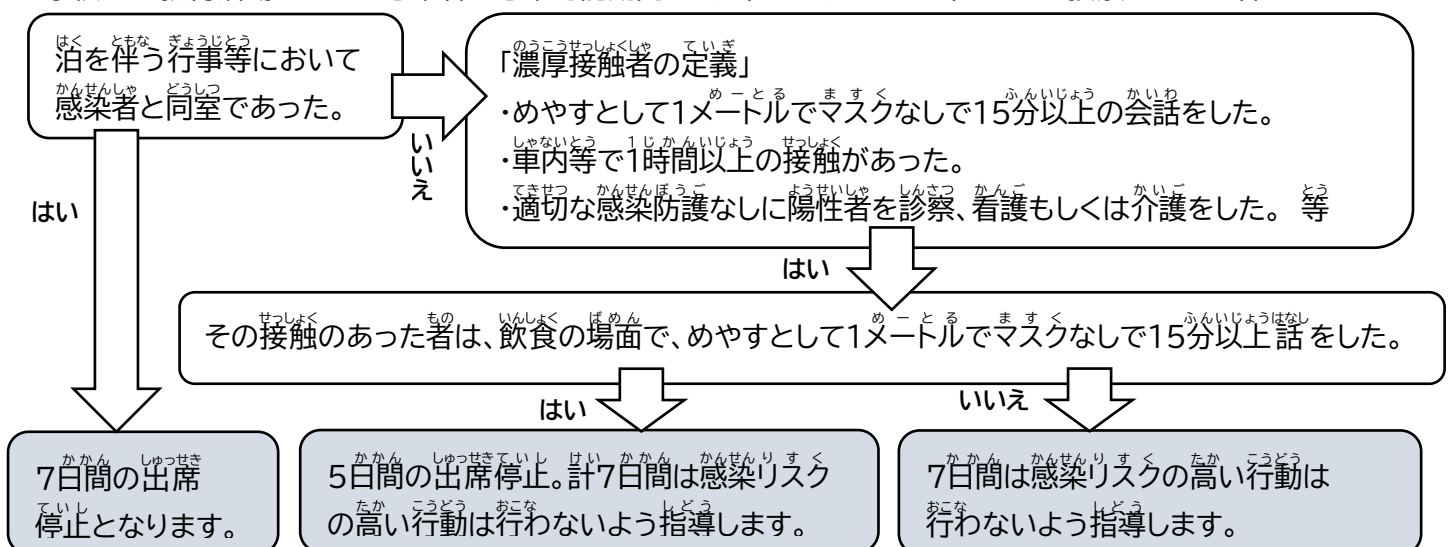 泊を伴う行事等において
感染者と同室であった。
はい
いいえ
「濃厚接触者の定義」
・めやすとして1メートルでマスクなしで15分以上の会話をした。
・車内等で1時間以上の接触があった。
・適切な感染防護なしに陽性者を診察、看護もしくは介護をした。 等
はい
その接触のあった者は、飲食の場面で、めやすとして1メートルでマスクなしで15分以上話をした。
はい
いいえ
7日間の出席
停止となります。
5日間の出席停止。計7日間は感染リスク
の高い行動は行わないよう指導します。
7日間は感染リスクの高い行動は
行わないよう指導します。